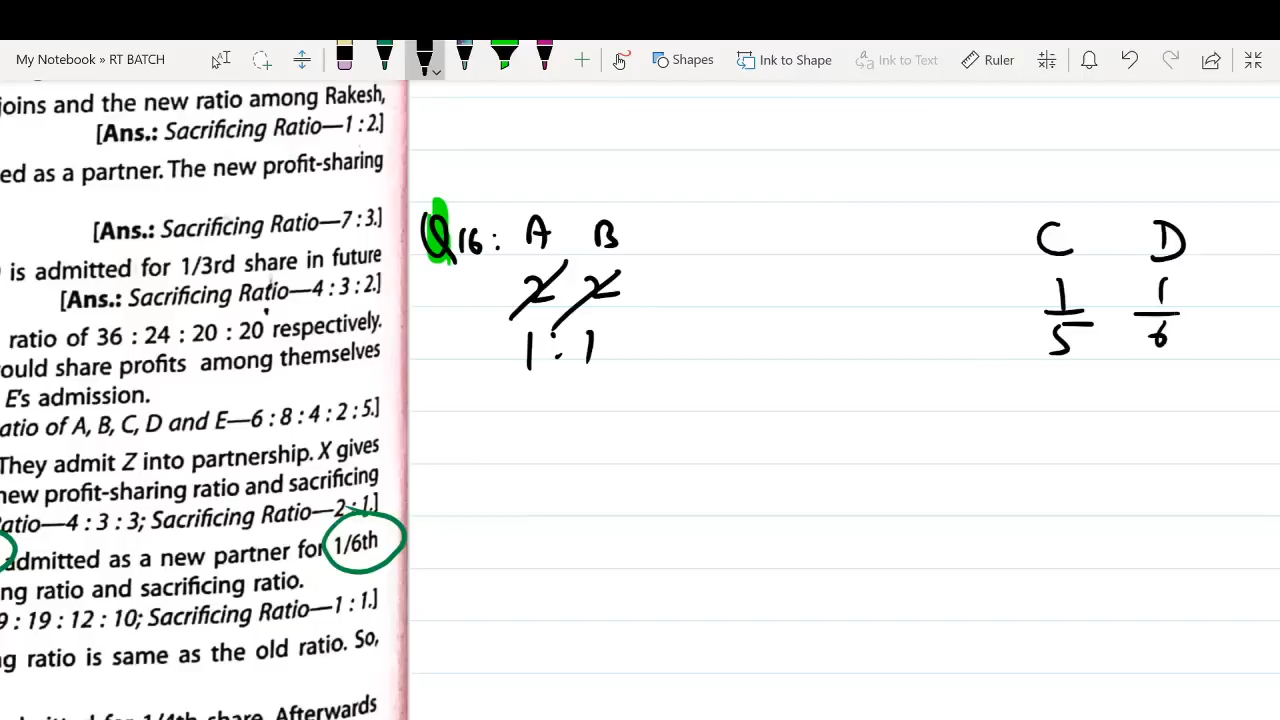 My Notebook » RT BATCH
Shapes
Ink to Shape
Ink to Text
Ruler
joins and the new ratio among Rakesh,
[Ans.: Sacrificing Ratio—1 : 2.]
ed as a partner. The new profit-sharing
[Ans.: Sacrificing Ratio—7 : 3.]
is admitted for 1/3rd share in future
[Ans.: Sacrificing Ratio—4 : 3 : 2.]
ratio of 36 : 24 : 20 : 20 respectively.
ould share profits among themselves
E's admission.
atio of A, B, C, D and E—6 : 8 : 4 : 2 : 5.]
They admit Z into partnership. X gives
new profit-sharing ratio and sacrificing
atio—4 : 3 : 3; Sacrificing Ratio—2 : 1.]
admitted as a new partner for 1/6th
ng ratio and sacrificing ratio.
9 : 19 : 12 : 10; Sacrificing Ratio—1 : 1.]
g ratio is same as the old ratio. So,
for 1/4th share. Afterwards
Q16: A B C D
2 2 1/5 1/6
1 : 1